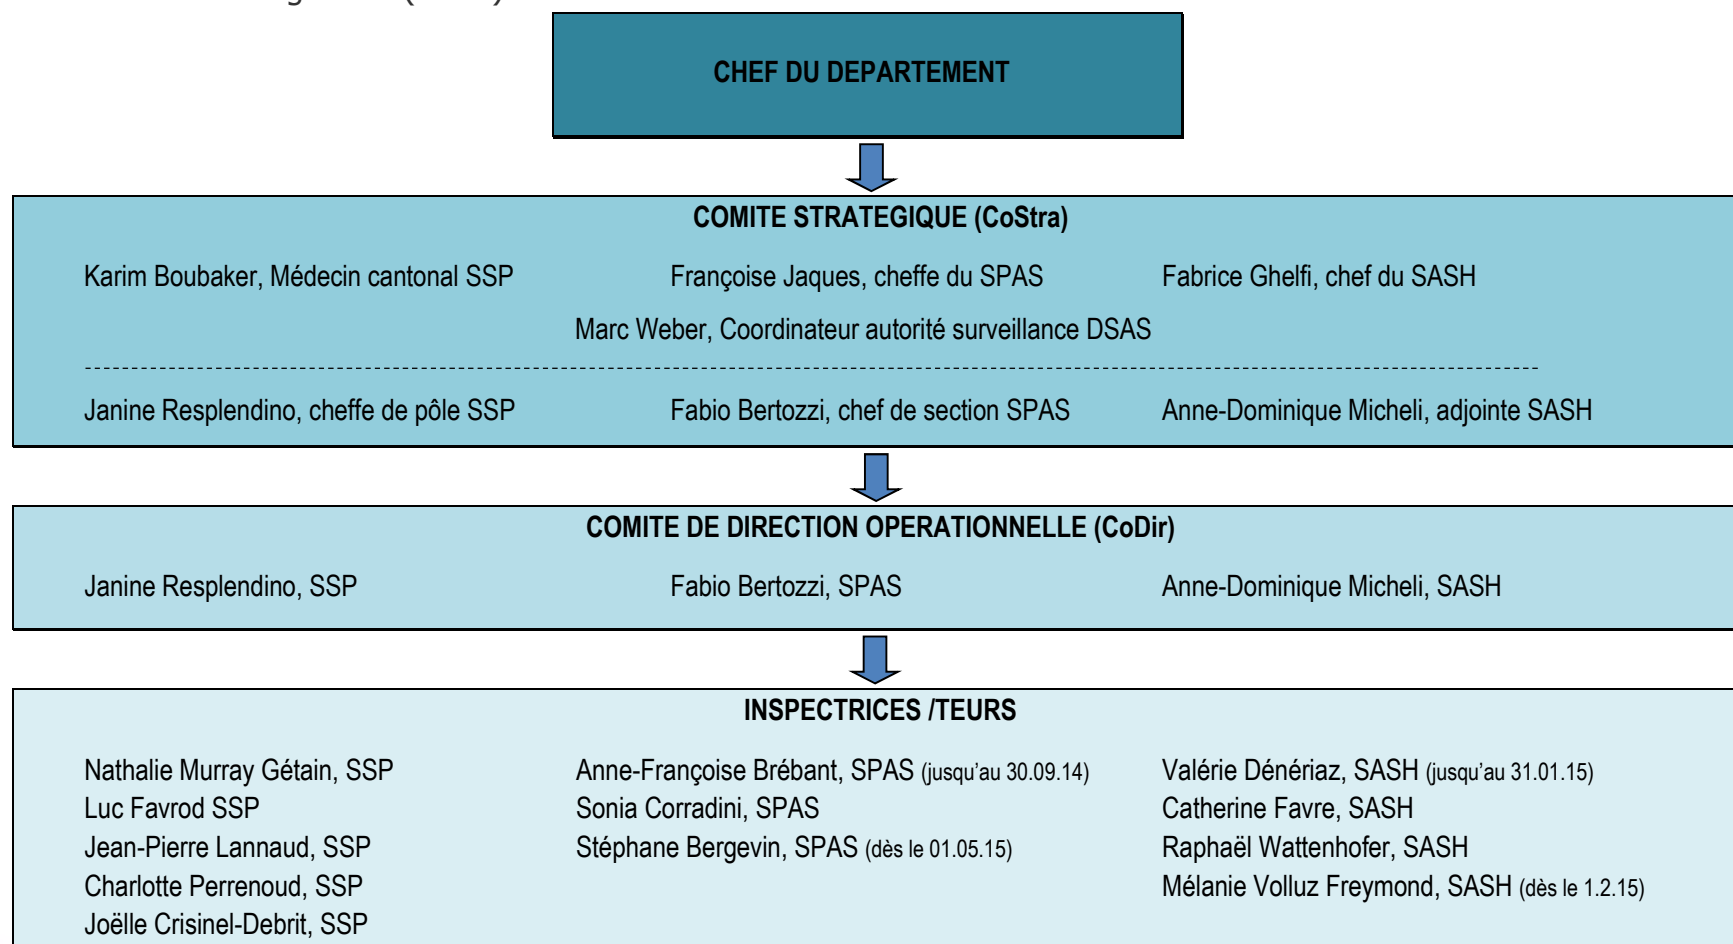 CHEF DU DEPARTEMENT
COMITE STRATEGIQUE (CoStra)
Karim Boubaker, Médecin cantonal SSP Françoise Jaques, cheffe du SPAS Fabrice Ghelfi, chef du SASH
Marc Weber, Coordinateur autorité surveillance DSAS
Janine Resplendino, cheffe de pôle SSP Fabio Bertozzi, chef de section SPAS Anne-Dominique Micheli, adjointe SASH
COMITE DE DIRECTION OPERATIONNELLE (CoDir)
Janine Resplendino, SSP Fabio Bertozzi, SPAS Anne-Dominique Micheli, SASH
INSPECTRICES /TEURS
Nathalie Murray Gétain, SSP Anne-Françoise Brébant, SPAS (jusqu’au 30.09.14) Valérie Dénériaz, SASH (jusqu’au 31.01.15)
Luc Favrod SSP Sonia Corradini, SPAS Catherine Favre, SASH
Jean-Pierre Lannaud, SSP Stéphane Bergevin, SPAS (dès le 01.05.15) Raphaël Wattenhofer, SASH
Charlotte Perrenoud, SSP Mélanie Volluz Freymond, SASH (dès le 1.2.15)
Joëlle Crisinel-Debrit, SSP